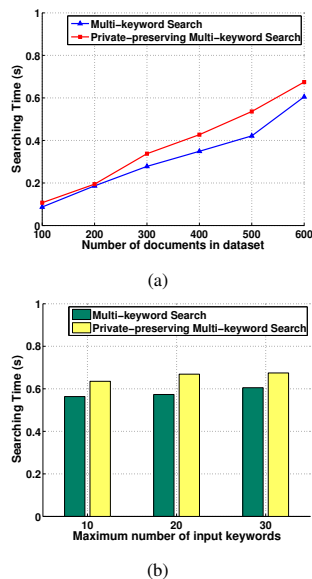 1
0.8
0.6
0.4
0.2
0
Searching Time (s)
Multi-keyword Search
Private-preserving Multi-keyword Search
100 200 300 400 500 600
Number of documents in dataset
(a)
1
0.8
0.6
0.4
0.2
0
Searching Time (s)
Multi-keyword Search
Private-preserving Multi-keyword Search
10 20 30
Maximum number of input keywords
(b)